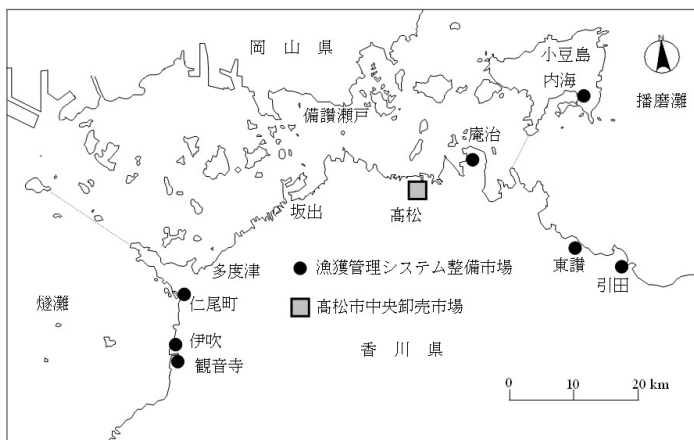 岡 山 県
小豆島
内海
播磨灘
備讃瀬戸
庵治
坂出
髙松
多度津
漁獲管理システム整備市場
東讃
引田
燧灘
仁尾町
髙松市中央卸売市場
伊吹
観音寺
香 川 県
0 10 20 km